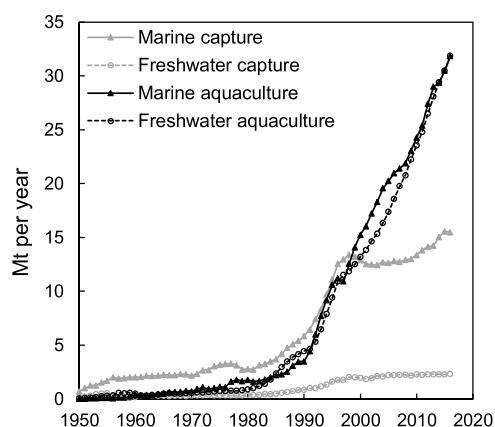 35
30
25
20
15
10
5
0
Mt per year
Marine capture
Freshwater capture
Marine aquaculture
Freshwater aquaculture
1950 1960 1970 1980 1990 2000 2010 2020